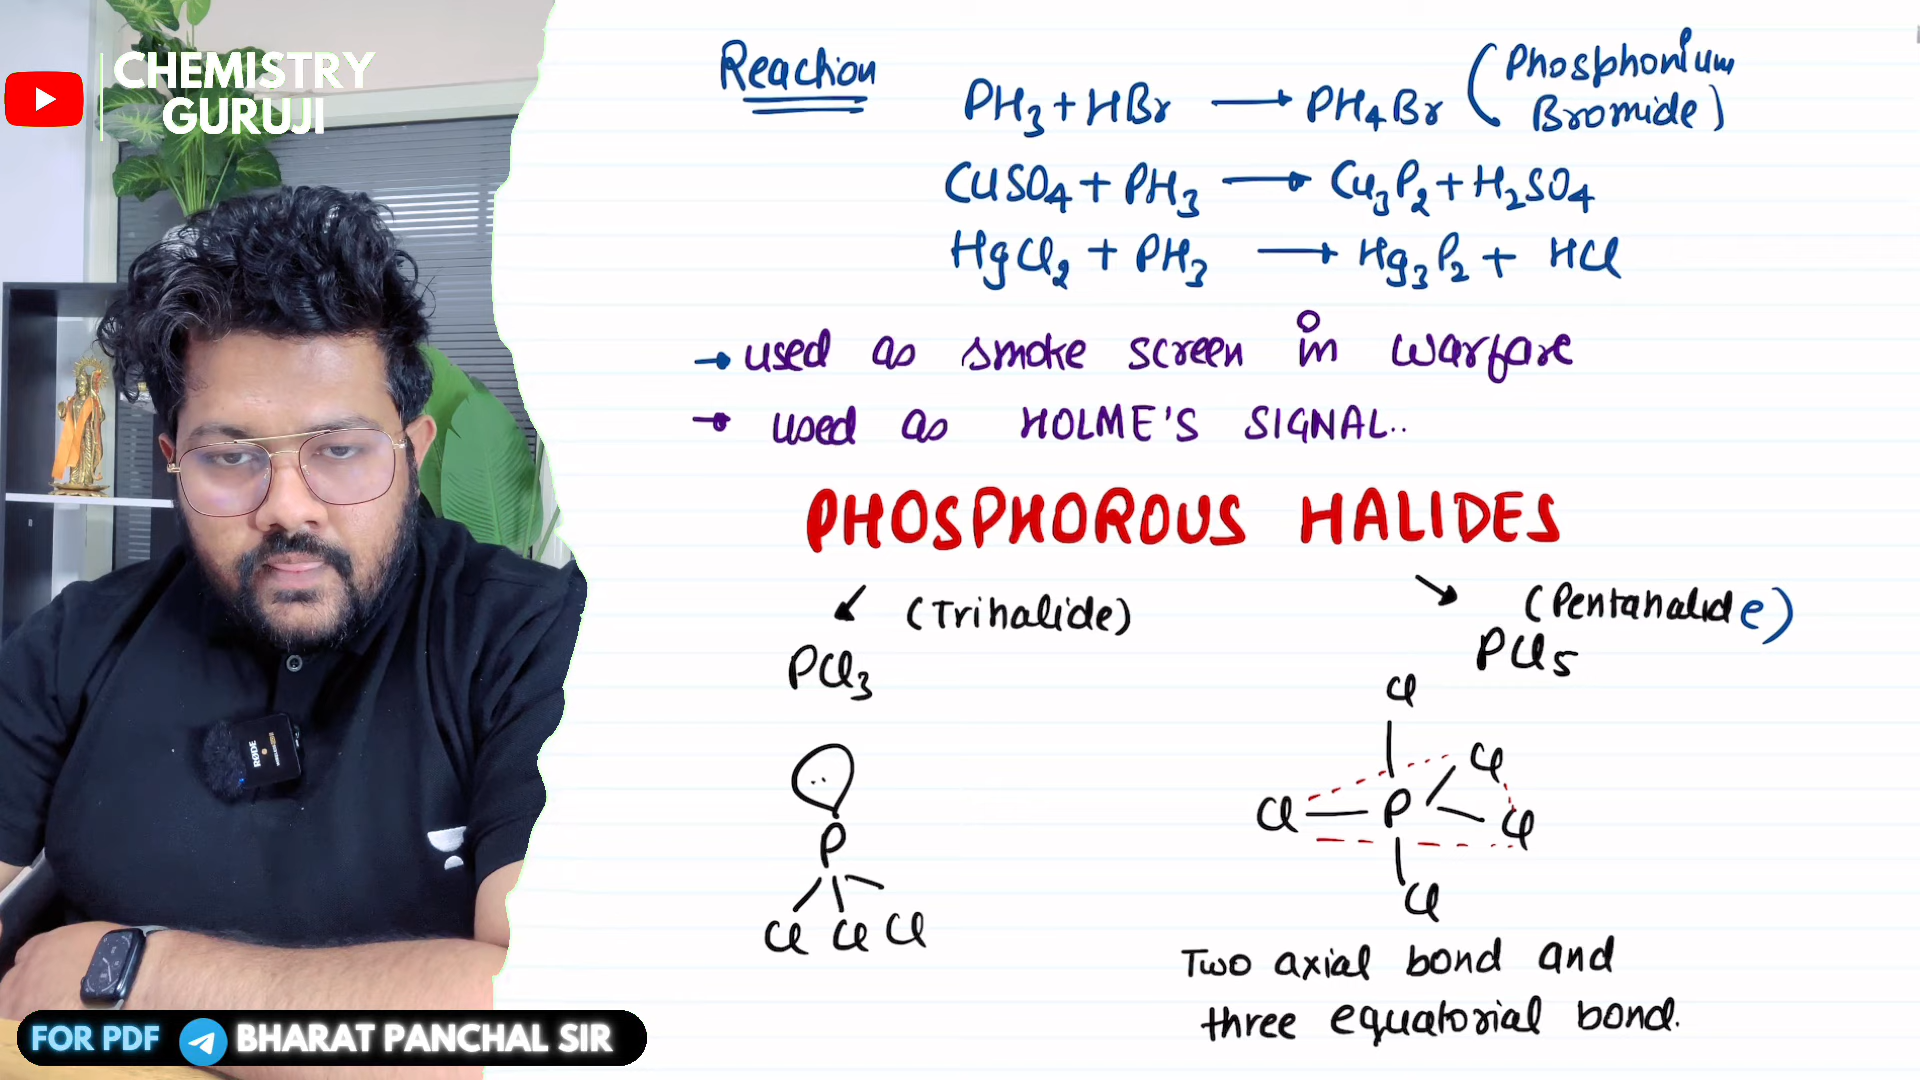 CHEMISTRY
GURUJI
Reaction
PH3 + HBr → PH4Br (Phosphonium
Bromide)
CuSO4 + PH3 → Cu3P2 + H2SO4
HgCl2 + PH3 → Hg3P2 + HCl
→ used as smoke screen in warfare
→ used as HOLME'S SIGNAL..
PHOSPHOROUS HALIDES
(Trihalide)
PCl3
P
Cl Cl Cl
(Pentahalide)
PCl5
Cl
Cl
Cl P Cl
Cl
Two axial bond and
three equatorial bond.
RØDE
FOR PDF BHARAT PANCHAL SIR